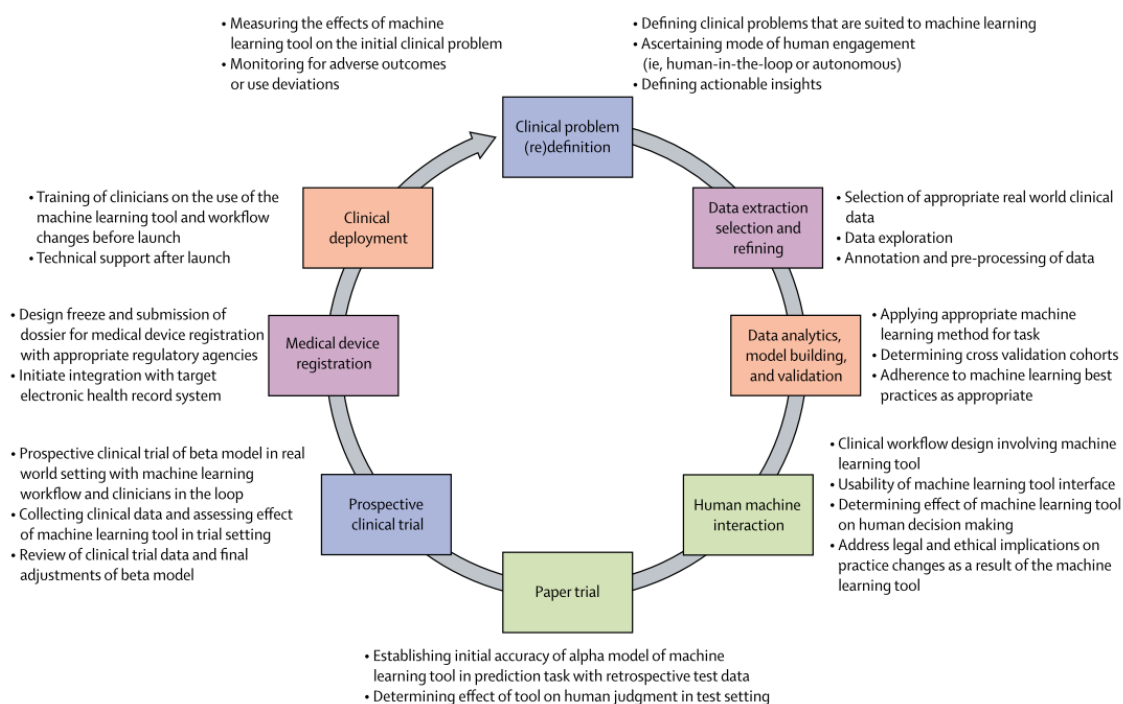 • Measuring the effects of machine
learning tool on the initial clinical problem
• Monitoring for adverse outcomes
or use deviations
• Defining clinical problems that are suited to machine learning
• Ascertaining mode of human engagement
(ie, human-in-the-loop or autonomous)
• Defining actionable insights
Clinical problem
(re)definition
Data extraction
selection and
refining
• Selection of appropriate real world clinical
data
• Data exploration
• Annotation and pre-processing of data
Data analytics,
model building,
and validation
• Applying appropriate machine
learning method for task
• Determining cross validation cohorts
• Adherence to machine learning best
practices as appropriate
Human machine
interaction
• Clinical workflow design involving machine
learning tool
• Usability of machine learning tool interface
• Determining effect of machine learning tool
on human decision making
• Address legal and ethical implications on
practice changes as a result of the machine
learning tool
Paper trial
• Establishing initial accuracy of alpha model of machine
learning tool in prediction task with retrospective test data
• Determining effect of tool on human judgment in test setting
Prospective
clinical trial
• Prospective clinical trial of beta model in real
world setting with machine learning
workflow and clinicians in the loop
• Collecting clinical data and assessing effect
of machine learning tool in trial setting
• Review of clinical trial data and final
adjustments of beta model
Medical device
registration
• Design freeze and submission of
dossier for medical device registration
with appropriate regulatory agencies
• Initiate integration with target
electronic health record system
Clinical
deployment
• Training of clinicians on the use of the
machine learning tool and workflow
changes before launch
• Technical support after launch